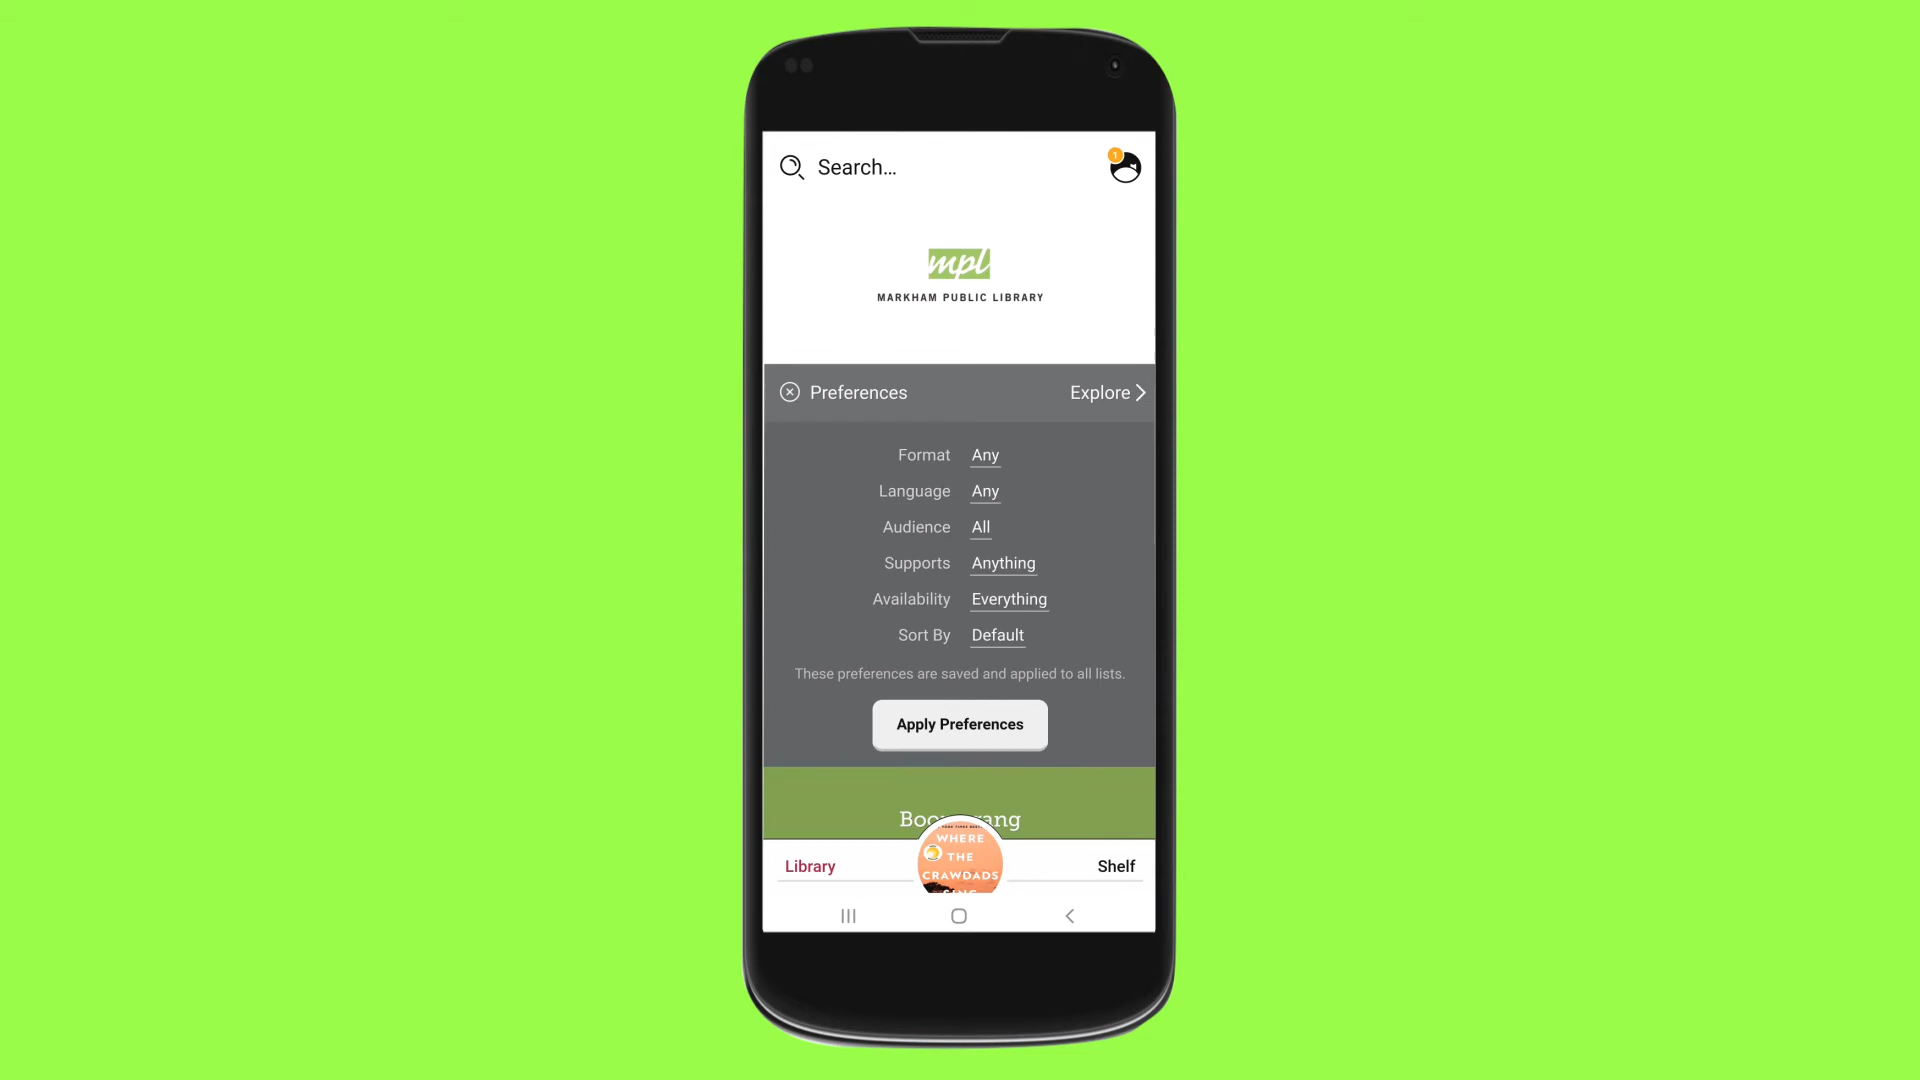 Search...
1
mpl
MARKHAM PUBLIC LIBRARY
Preferences
Explore
Format Any
Language Any
Audience All
Supports Anything
Availability Everything
Sort By Default
These preferences are saved and applied to all lists.
Apply Preferences
WHERE
THE
CRAWDADS
SING
Library
Shelf